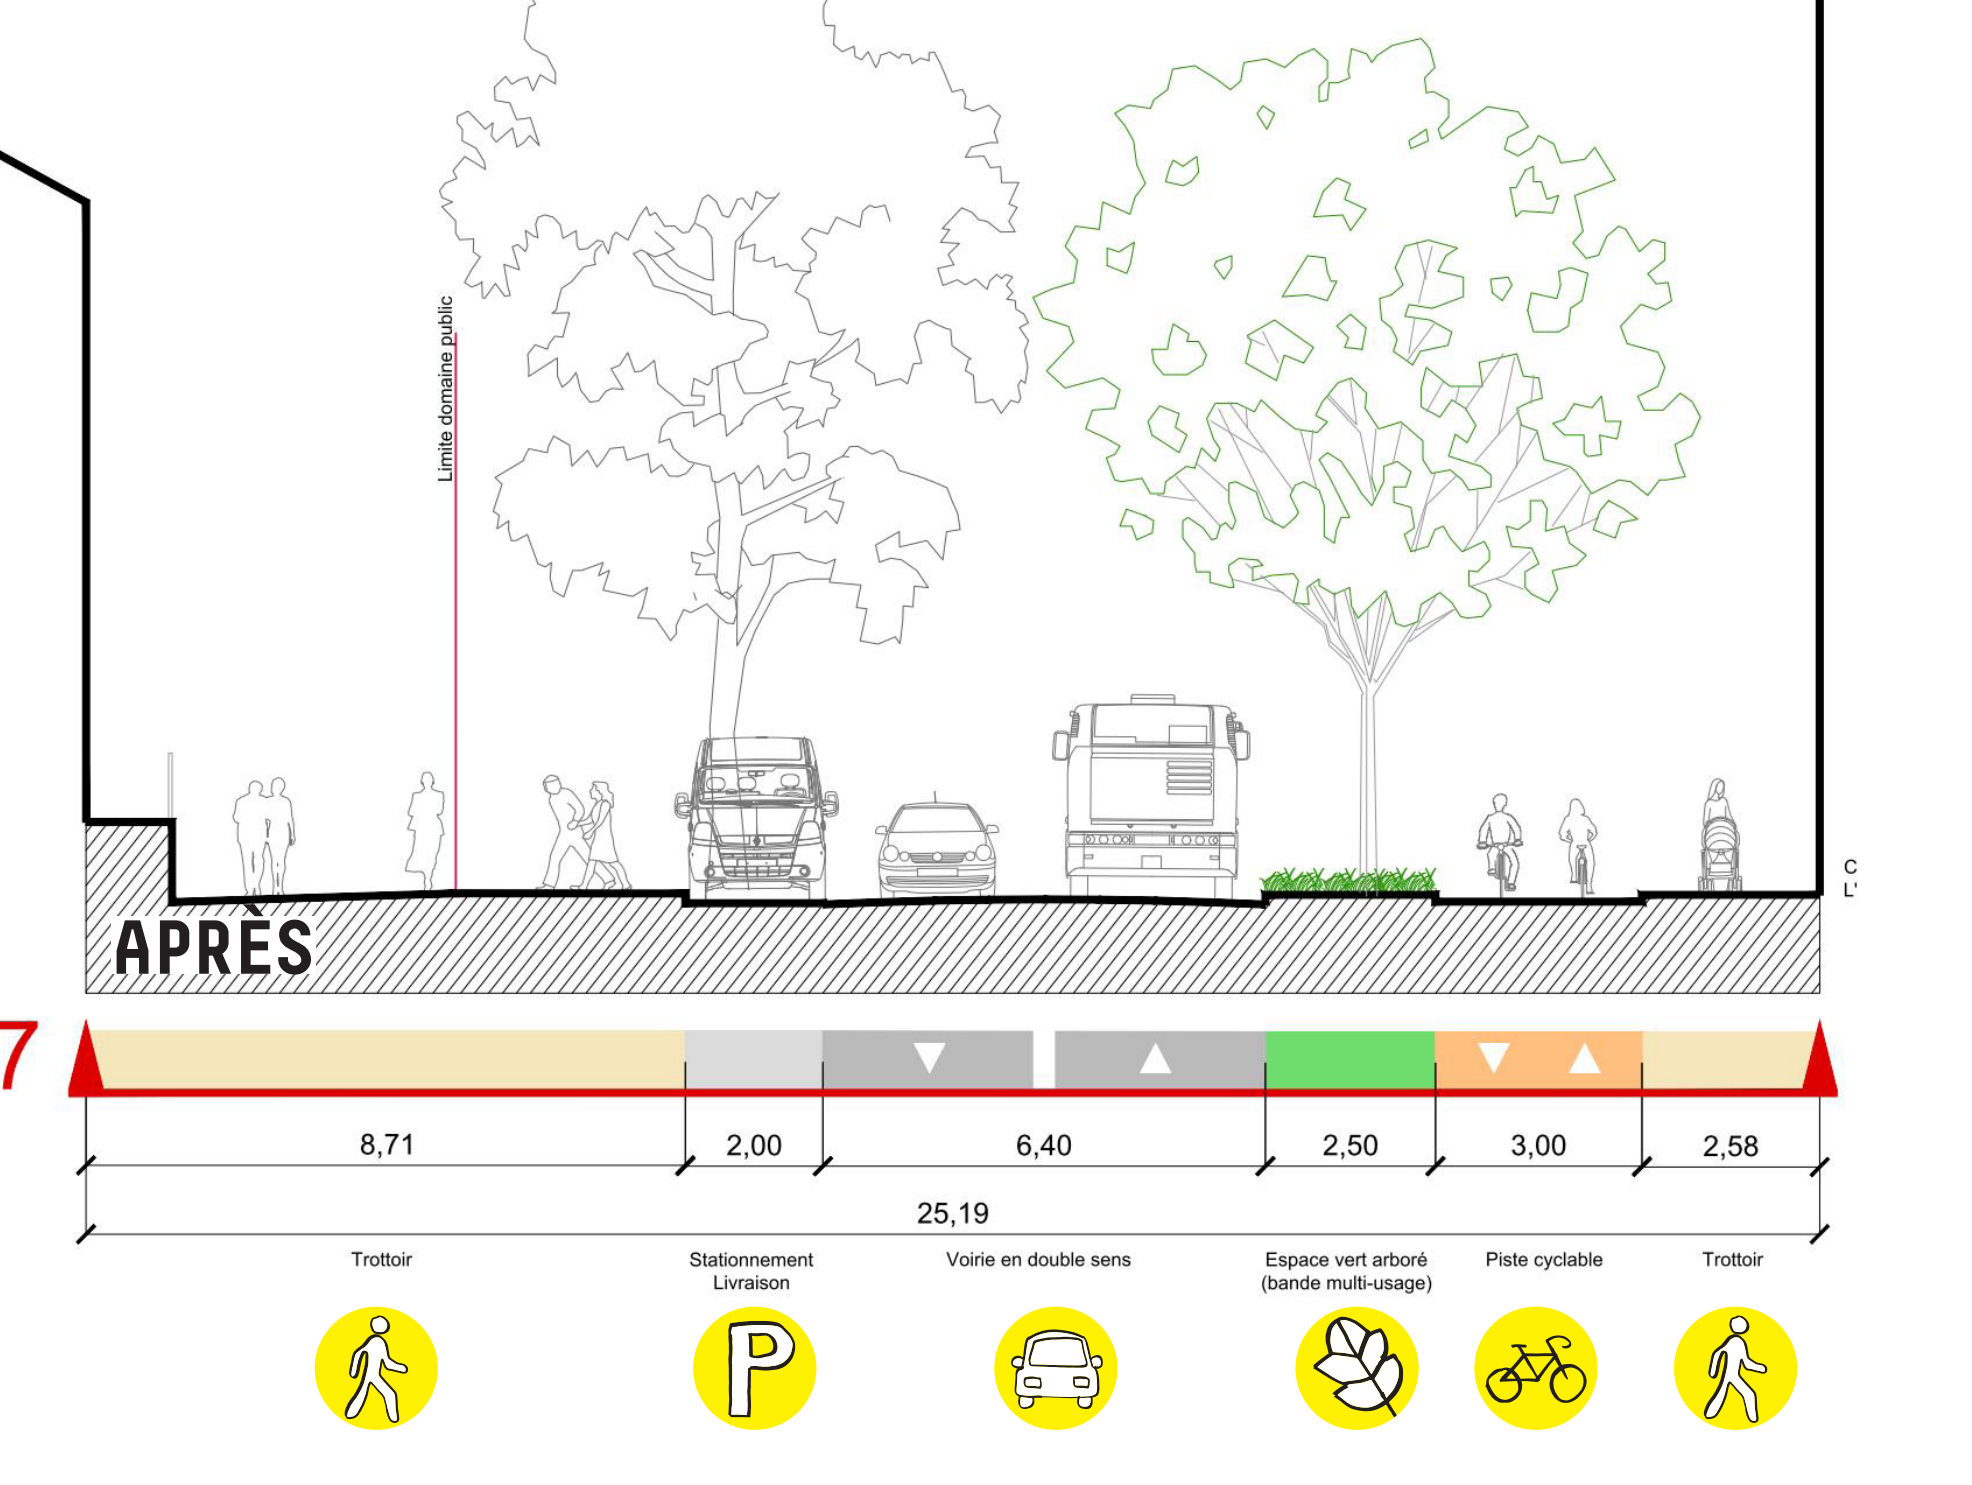 Limite domaine public
C
L'
APRÈS
7
8,71
2,00
6,40
2,50
3,00
2,58
25,19
Trottoir
Stationnement
Livraison
Voirie en double sens
Espace vert arboré
(bande multi-usage)
Piste cyclable
Trottoir
P